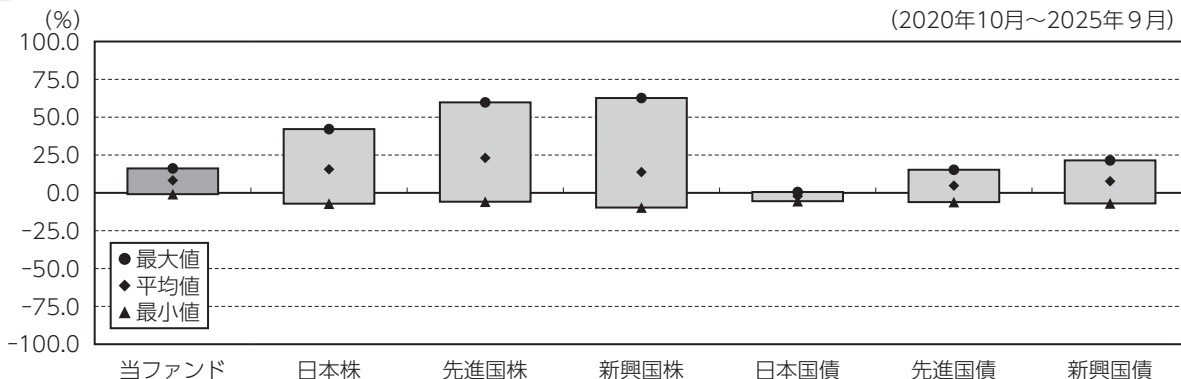 (%)
(2020年10月～2025年９月)
100.0
75.0
50.0
25.0
0.0
-25.0
-50.0
-75.0
-100.0
●最大値
◆平均値
▲最小値
当ファンド 日本株 先進国株 新興国株 日本国債 先進国債 新興国債